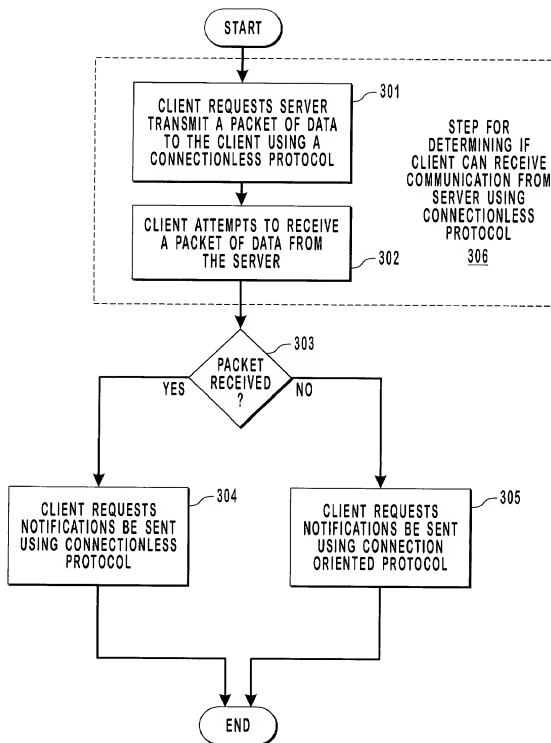 START
301
CLIENT REQUESTS SERVER
TRANSMIT A PACKET OF DATA
TO THE CLIENT USING A
CONNECTIONLESS PROTOCOL
STEP FOR
DETERMINING IF
CLIENT CAN RECEIVE
COMMUNICATION FROM
SERVER USING
CONNECTIONLESS
PROTOCOL
306
CLIENT ATTEMPTS TO RECEIVE
A PACKET OF DATA FROM
THE SERVER
302
303
PACKET
RECEIVED
?
YES
NO
304
CLIENT REQUESTS
NOTIFICATIONS BE SENT
USING CONNECTIONLESS
PROTOCOL
305
CLIENT REQUESTS
NOTIFICATIONS BE SENT
USING CONNECTION
ORIENTED PROTOCOL
END